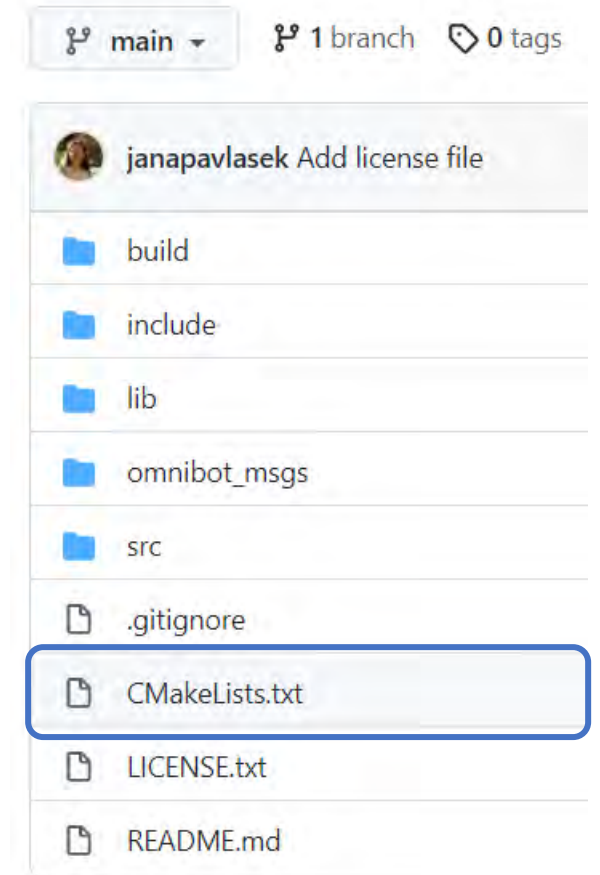 main 1 branch 0 tags
janapavlasek Add license file
build
include
lib
omnibot_msgs
src
.gitignore
CMakeLists.txt
LICENSE.txt
README.md